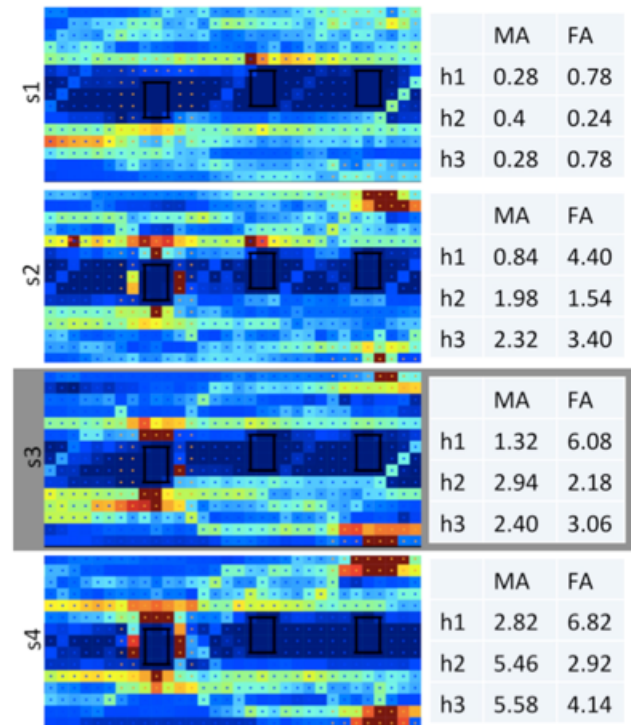 s1
MA FA
h1 0.28 0.78
h2 0.4 0.24
h3 0.28 0.78
s2
MA FA
h1 0.84 4.40
h2 1.98 1.54
h3 2.32 3.40
s3
MA FA
h1 1.32 6.08
h2 2.94 2.18
h3 2.40 3.06
s4
MA FA
h1 2.82 6.82
h2 5.46 2.92
h3 5.58 4.14